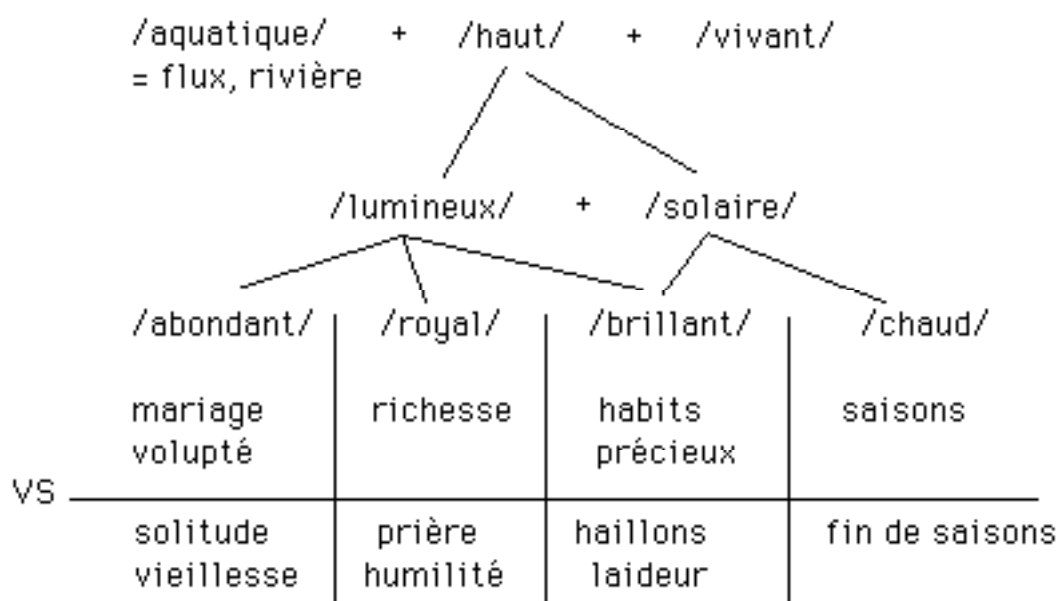 /aquatique/ + /haut/ + /vivant/
= flux, rivière
/lumineux/ + /solaire/
/abondant/ /royal/ /brillant/ /chaud/
mariage richesse habits saisons
volupté précieux
VS
solitude prière haillons fin de saisons
vieillesse humilité laideur